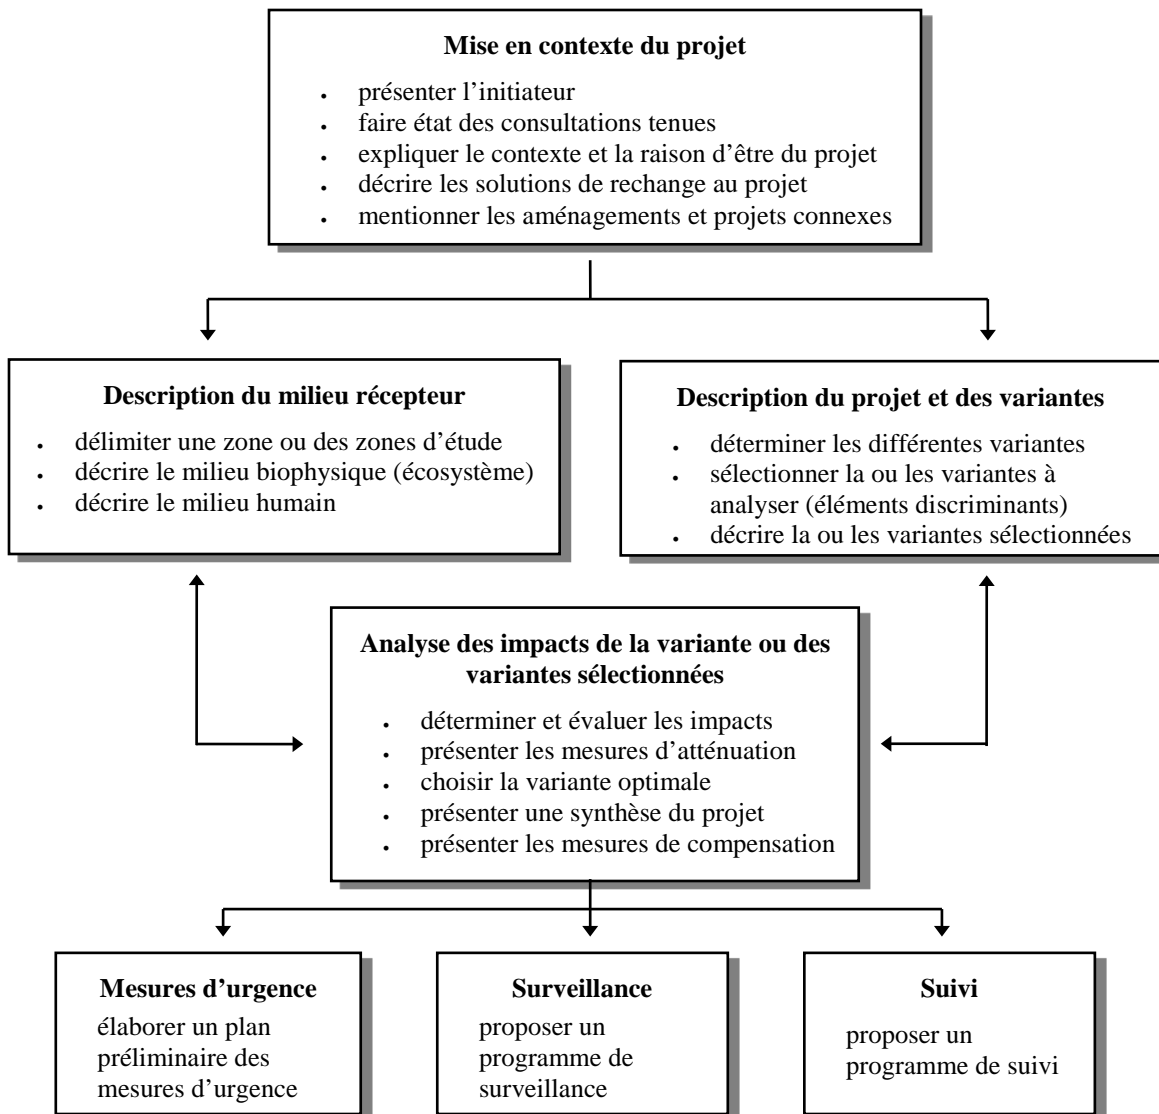 Mise en contexte du projet
• présenter l’initiateur
• faire état des consultations tenues
• expliquer le contexte et la raison d’être du projet
• décrire les solutions de rechange au projet
• mentionner les aménagements et projets connexes
Description du milieu récepteur
• délimiter une zone ou des zones d’étude
• décrire le milieu biophysique (écosystème)
• décrire le milieu humain
Description du projet et des variantes
• déterminer les différentes variantes
• sélectionner la ou les variantes à
analyser (éléments discriminants)
• décrire la ou les variantes sélectionnées
Analyse des impacts de la variante ou des
variantes sélectionnées
• déterminer et évaluer les impacts
• présenter les mesures d’atténuation
• choisir la variante optimale
• présenter une synthèse du projet
• présenter les mesures de compensation
Mesures d’urgence
élaborer un plan
préliminaire des
mesures d’urgence
Surveillance
proposer un
programme de
surveillance
Suivi
proposer un
programme de suivi